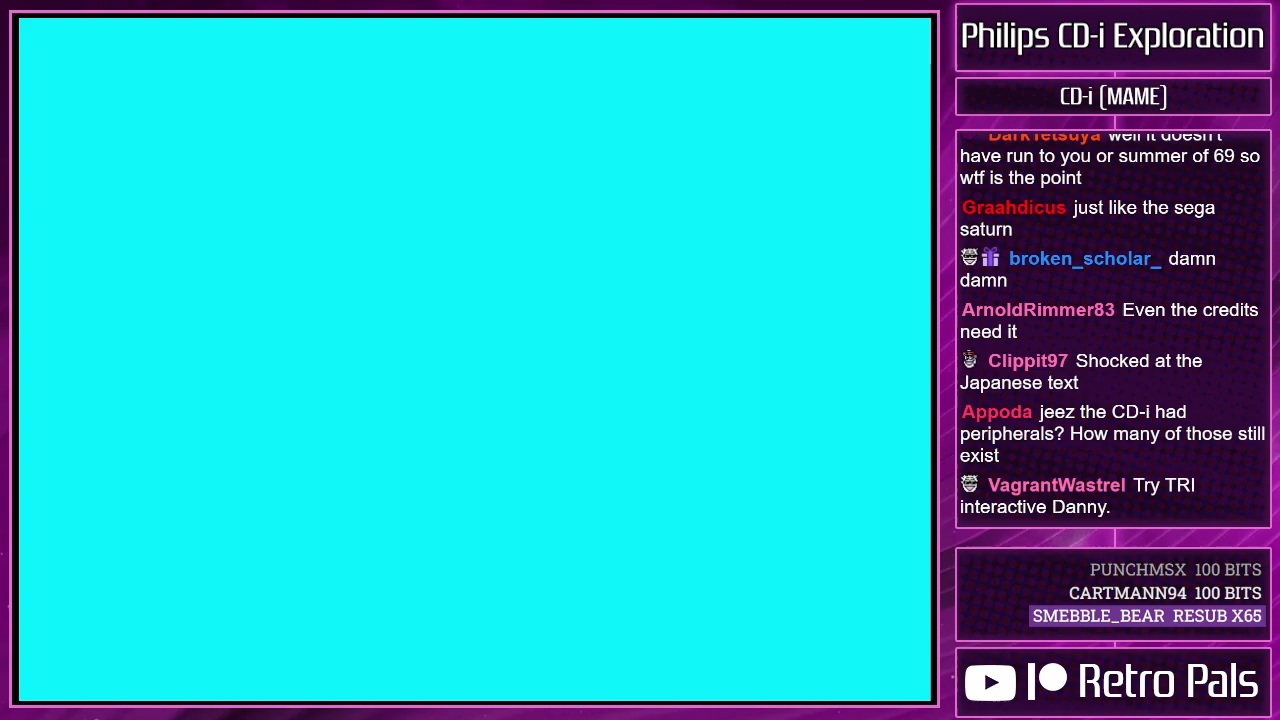 Philips CD-i Exploration
CD-i [MAME]
DarkTetsuya well it doesn't
have run to you or summer of 69 so
wtf is the point
Graahdicus just like the sega
saturn
broken_scholar_ damn
damn
ArnoldRimmer83 Even the credits
need it
Clippit97 Shocked at the
Japanese text
Appoda jeez the CD-i had
peripherals? How many of those still
exist
VagrantWastrel Try TRI
interactive Danny.
PUNCHMSX 100 BITS
CARTMANN94 100 BITS
SMEBBLE_BEAR RESUB X65
Retro Pals